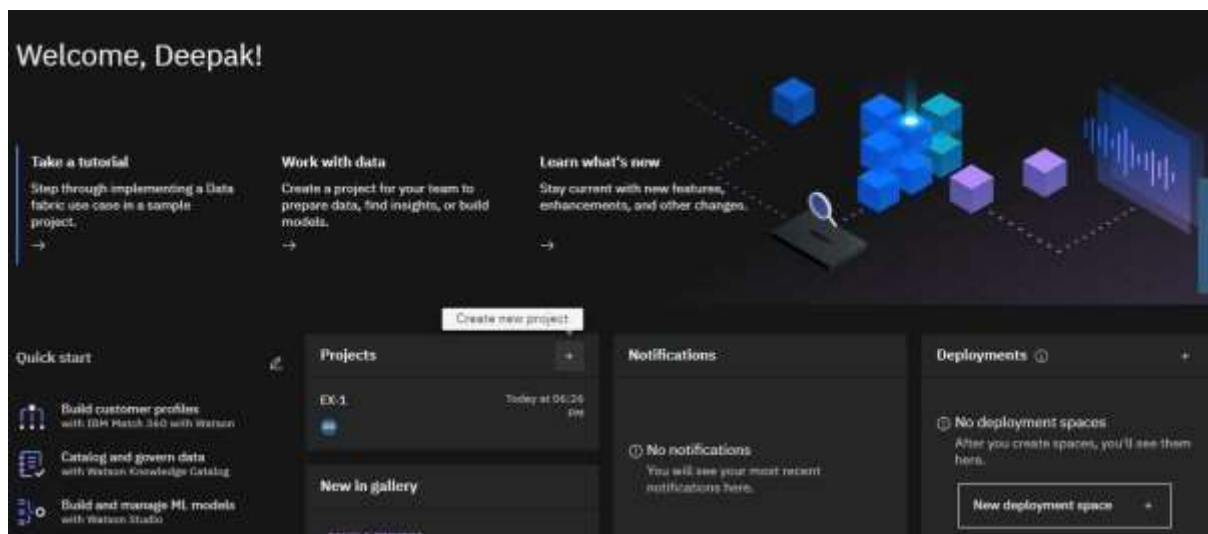 Welcome, Deepak!
Take a tutorial
Step through implementing a Data
fabric use case in a sample
project.
→
Work with data
Create a project for your team to
prepare data, find insights, or build
models.
→
Learn what's new
Stay current with new features,
enhancements, and other changes.
→
Create new project
Quick start
Build customer profiles
with IBM Match 360 with Watson
Catalog and govern data
with Watson Knowledge Catalog
Build and manage ML models
with Watson Studio
Projects
+
EX-1
Today at 06:26
PM
New in gallery
Notifications
No notifications
You will see your most recent
notifications here.
Deployments
+
No deployment spaces
After you create spaces, you'll see them
here.
New deployment space +